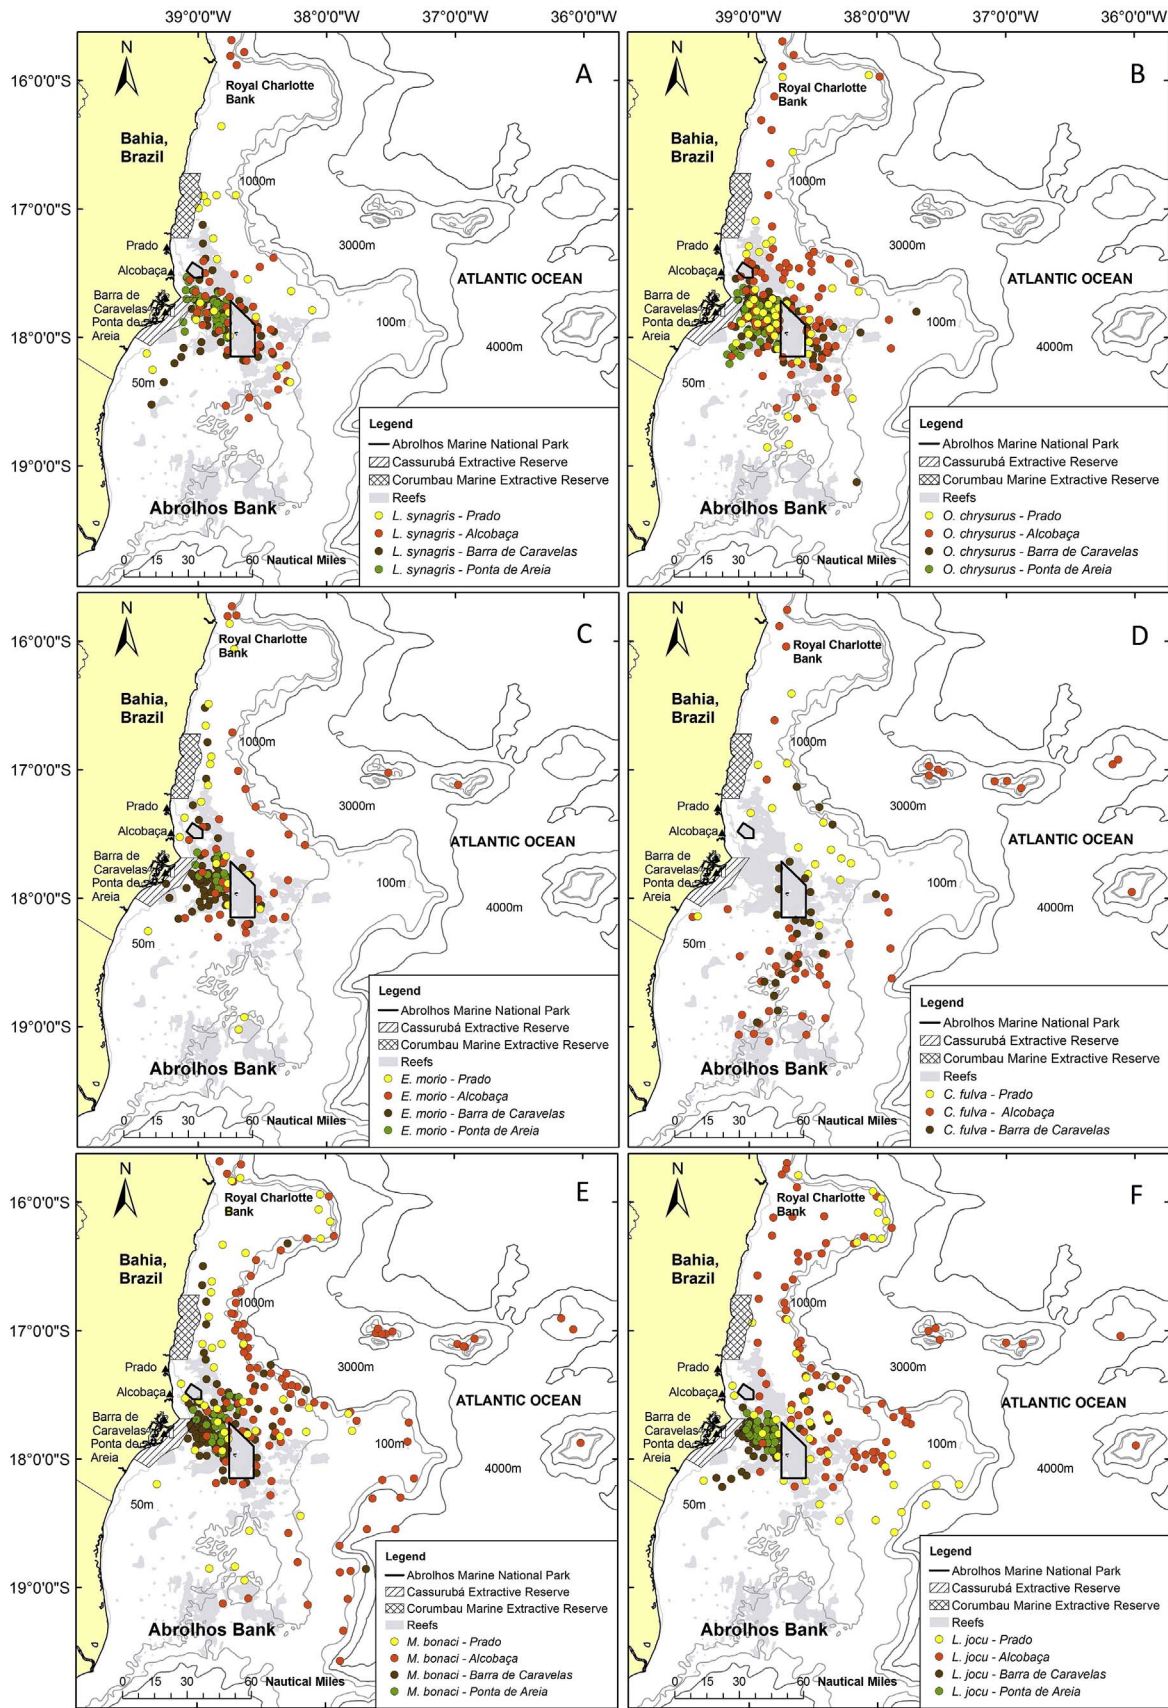 39°0'0"W 38°0'0"W 37°0'0"W 36°0'0"W 39°0'0"W 38°0'0"W 37°0'0"W 36°0'0"W
16°0'0"S
17°0'0"S
18°0'0"S
19°0'0"S
N
A
Royal Charlotte
Bank
Bahia,
Brazil
1000m
Prado
3000m
Alcobaça
ATLANTIC OCEAN
Barra de
Caravelas
Ponta de
Areia
100m
4000m
50m
Legend
Abrolhos Marine National Park
Cassurubá Extractive Reserve
Corumbau Marine Extractive Reserve
Reefs
L. synagris - Prado
L. synagris - Alcobaça
L. synagris - Barra de Caravelas
L. synagris - Ponta de Areia
Abrolhos Bank
0 15 30 60 Nautical Miles
N
B
Royal Charlotte
Bank
Bahia,
Brazil
1000m
Prado
3000m
Alcobaça
ATLANTIC OCEAN
Barra de
Caravelas
Ponta de
Areia
100m
4000m
50m
Legend
Abrolhos Marine National Park
Cassurubá Extractive Reserve
Corumbau Marine Extractive Reserve
Reefs
O. chrysurus - Prado
O. chrysurus - Alcobaça
O. chrysurus - Barra de Caravelas
O. chrysurus - Ponta de Areia
Abrolhos Bank
0 15 30 60 Nautical Miles
16°0'0"S
17°0'0"S
18°0'0"S
19°0'0"S
N
C
Royal Charlotte
Bank
Bahia,
Brazil
1000m
Prado
3000m
Alcobaça
ATLANTIC OCEAN
Barra de
Caravelas
Ponta de
Areia
100m
4000m
50m
Legend
Abrolhos Marine National Park
Cassurubá Extractive Reserve
Corumbau Marine Extractive Reserve
Reefs
E. morio - Prado
E. morio - Alcobaça
E. morio - Barra de Caravelas
E. morio - Ponta de Areia
Abrolhos Bank
0 15 30 60 Nautical Miles
N
D
Royal Charlotte
Bank
Bahia,
Brazil
1000m
Prado
3000m
Alcobaça
ATLANTIC OCEAN
Barra de
Caravelas
Ponta de
Areia
100m
4000m
50m
Legend
Abrolhos Marine National Park
Cassurubá Extractive Reserve
Corumbau Marine Extractive Reserve
Reefs
C. fulva - Prado
C. fulva - Alcobaça
C. fulva - Barra de Caravelas
Abrolhos Bank
0 15 30 60 Nautical Miles
16°0'0"S
17°0'0"S
18°0'0"S
19°0'0"S
N
E
Royal Charlotte
Bank
Bahia,
Brazil
1000m
Prado
3000m
Alcobaça
ATLANTIC OCEAN
Barra de
Caravelas
Ponta de
Areia
100m
4000m
50m
Legend
Abrolhos Marine National Park
Cassurubá Extractive Reserve
Corumbau Marine Extractive Reserve
Reefs
M. bonaci - Prado
M. bonaci - Alcobaça
M. bonaci - Barra de Caravelas
M. bonaci - Ponta de Areia
Abrolhos Bank
0 15 30 60 Nautical Miles
N
F
Royal Charlotte
Bank
Bahia,
Brazil
1000m
Prado
3000m
Alcobaça
ATLANTIC OCEAN
Barra de
Caravelas
Ponta de
Areia
100m
4000m
50m
Legend
Abrolhos Marine National Park
Cassurubá Extractive Reserve
Corumbau Marine Extractive Reserve
Reefs
L. jocu - Prado
L. jocu - Alcobaça
L. jocu - Barra de Caravelas
L. jocu - Ponta de Areia
Abrolhos Bank
0 15 30 60 Nautical Miles